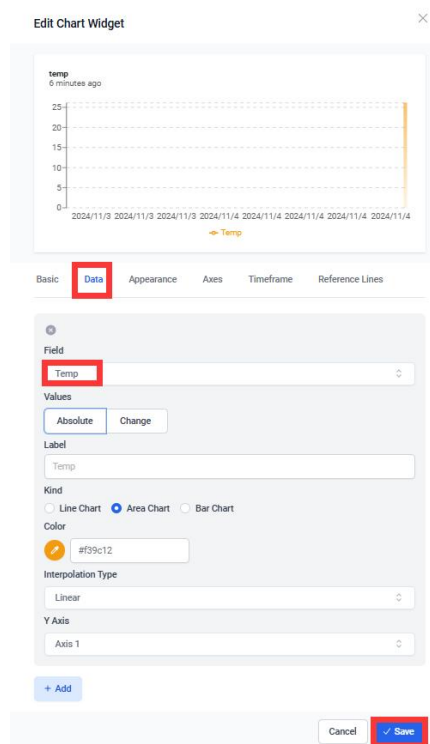 Edit Chart Widget
temp
6 minutes ago
25
20
15
10
5
0
2024/11/3 2024/11/3 2024/11/3 2024/11/4 2024/11/4 2024/11/4 2024/11/4 2024/11/4
Temp
Basic Data Appearance Axes Timeframe Reference Lines
Field
Temp
Values
Absolute Change
Label
Temp
Kind
Line Chart Area Chart Bar Chart
Color
#f39c12
Interpolation Type
Linear
Y Axis
Axis 1
+ Add
Cancel ✓ Save